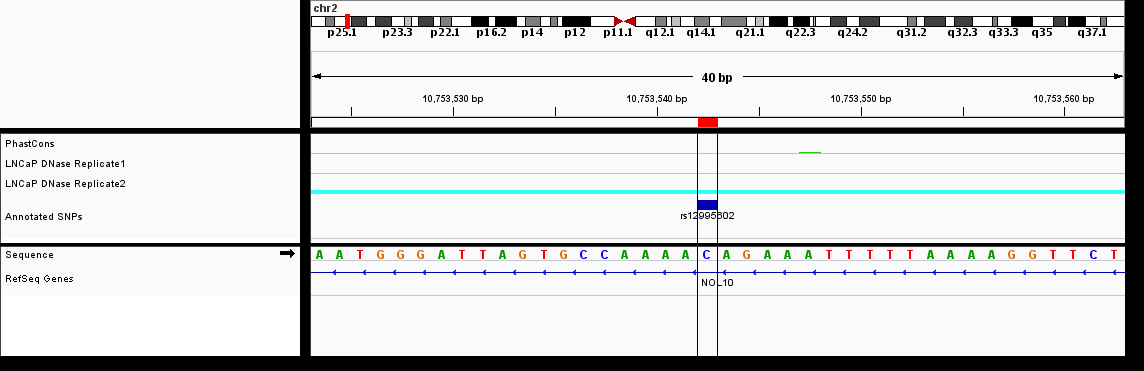 chr2
p25.1 p23.3 p22.1 p16.2 p14 p12 p11.1 q12.1 q14.1 q21.1 q22.3 q24.2 q31.2 q32.3 q33.3 q35 q37.1
40 bp
10,753,530 bp 10,753,540 bp 10,753,550 bp 10,753,560 bp
PhastCons
LNCaP DNase Replicate1
LNCaP DNase Replicate2
Annotated SNPs
Sequence A A T G G G A T T A G T G C C A A A A C A G A A A T T T T T A A A A G G T T C T
RefSeq Genes
NOL10